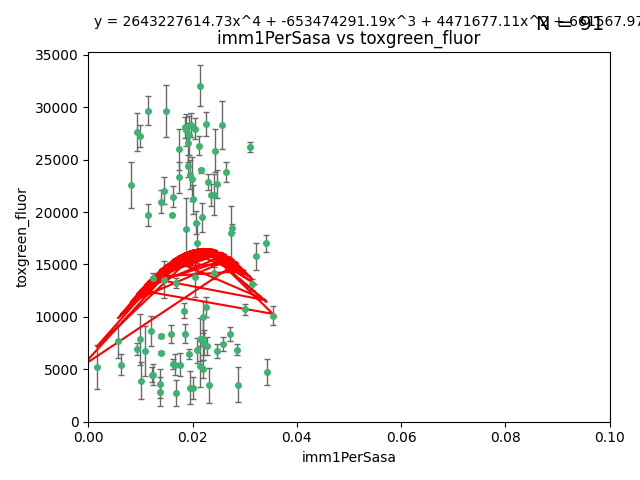 y = 2643227614.73x^4 + -653474291.19x^3 + 4471677.11x^2 + 661567.97
N = 91
imm1PerSasa vs toxgreen_fluor
35000
30000
25000
20000
15000
10000
5000
0
toxgreen_fluor
0.00 0.02 0.04 0.06 0.08 0.10
imm1PerSasa